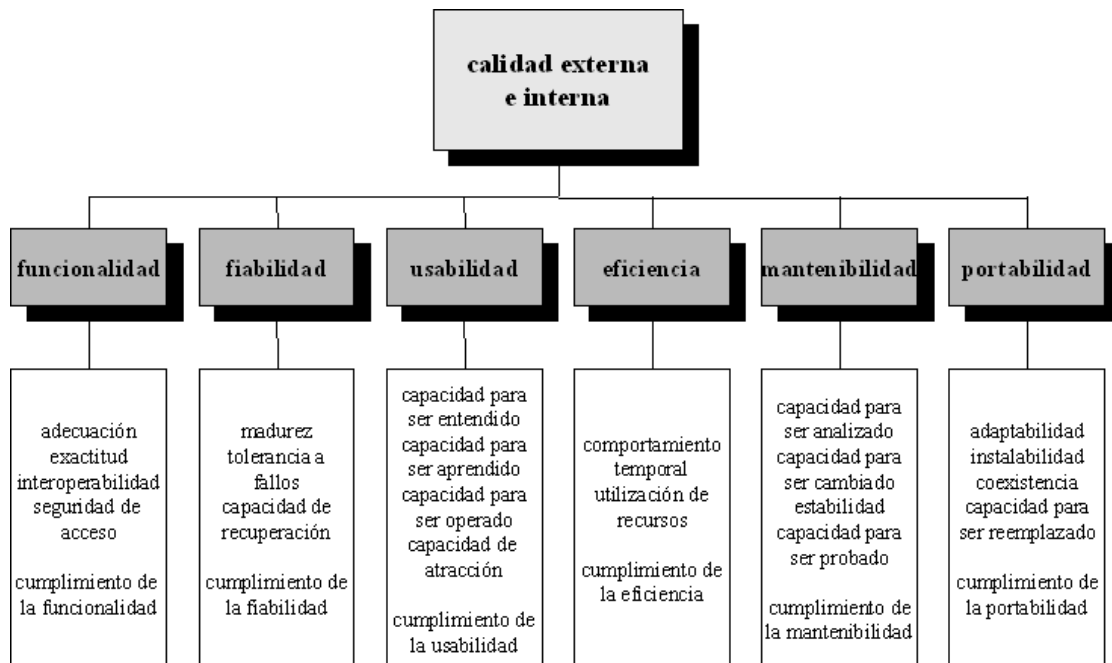 calidad externa
e interna
funcionalidad
fiabilidad
usabilidad
eficiencia
mantenibilidad
portabilidad
adecuación
exactitud
interoperabilidad
seguridad de
acceso
cumplimiento de
la funcionalidad
madurez
tolerancia a
fallos
capacidad de
recuperación
cumplimiento de
la fiabilidad
capacidad para
ser entendido
capacidad para
ser aprendido
capacidad para
ser operado
capacidad de
atracción
cumplimiento de
la usabilidad
comportamiento
temporal
utilización de
recursos
cumplimiento de
la eficiencia
capacidad para
ser analizado
capacidad para
ser cambiado
estabilidad
capacidad para
ser probado
cumplimiento de
la mantenibilidad
adaptabilidad
instalabilidad
coexistencia
capacidad para
ser reemplazado
cumplimiento de
la portabilidad